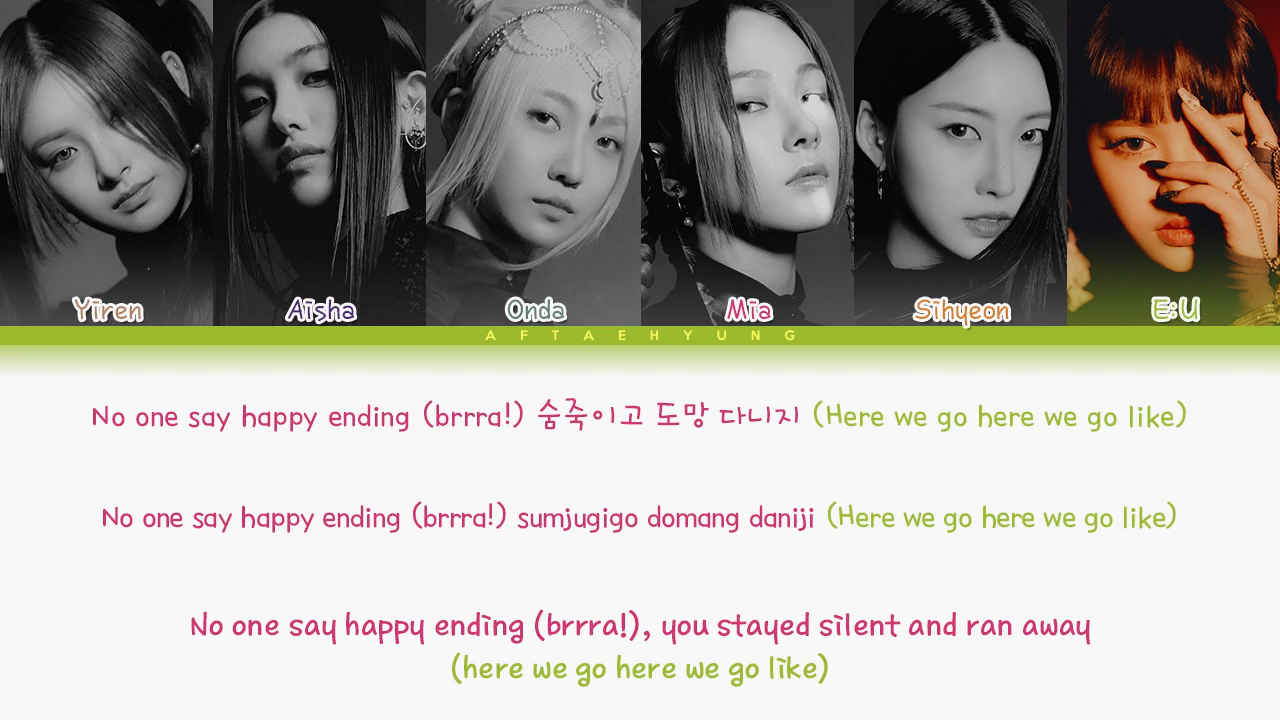 Yiren
Aisha
Onda
Mia
Sihyeon
E:U
AFTAEHYUNG
No one say happy ending (brrra!) 숨죽이고 도망 다니지 (Here we go here we go like)
No one say happy ending (brrra!) sumjugigo domang daniji (Here we go here we go like)
No one say happy ending (brrra!), you stayed silent and ran away
(here we go here we go like)